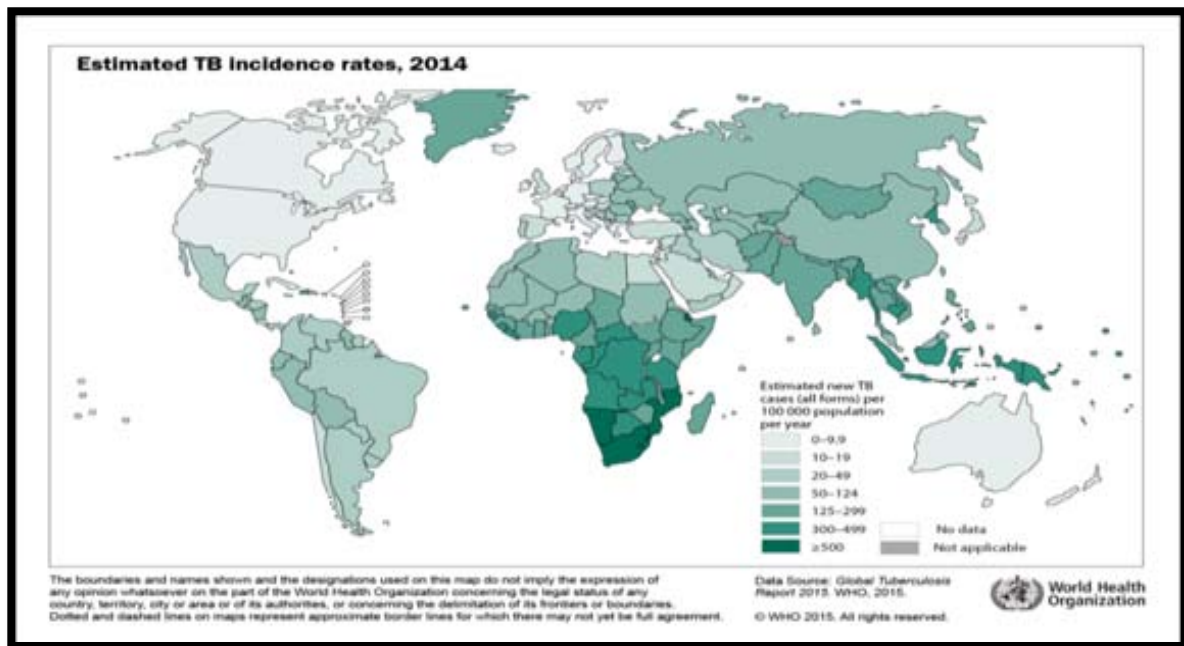 Estimated TB incidence rates, 2014
Estimated new TB
cases (all forms) per
100 000 population
per year
0–9.9
10–19
20–49
50–124
125–299
300–499
≥500
No data
Not applicable
The boundaries and names shown and the designations used on this map do not imply the expression of
any opinion whatsoever on the part of the World Health Organization concerning the legal status of any
country, territory, city or area or of its authorities, or concerning the delimitation of its frontiers or boundaries.
Dotted and dashed lines on maps represent approximate border lines for which there may not yet be full agreement.
Data Source: Global Tuberculosis
Report 2015. WHO, 2015.
© WHO 2015. All rights reserved.
World Health
Organization